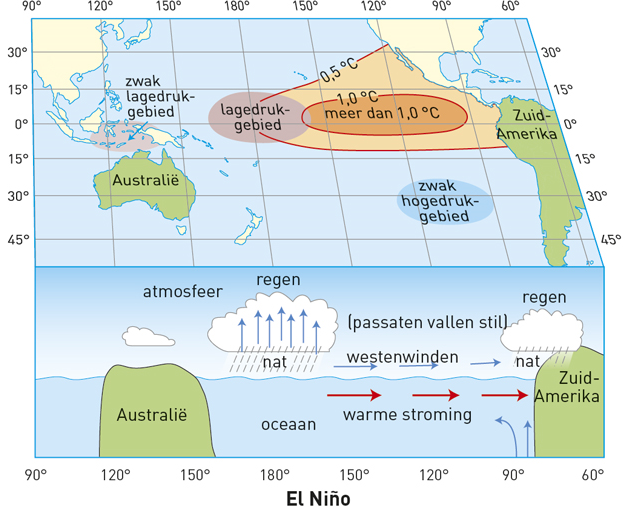 90° 120° 150° 180° 150° 120° 90° 60°
30° 30°
15° 15°
0° 0°
15° 15°
30° 30°
45° 45°
0,5 °C
zwak
lagedruk-
gebied
lagedruk-
gebied
1,0 °C
meer dan 1,0 °C
Zuid-
Amerika
Australië
zwak
hogedruk-
gebied
atmosfeer
regen
regen
(passaten vallen stil)
nat
westenwinden
nat
Zuid-
Amerika
Australië
oceaan
warme stroming
90° 120° 150° 180° 150° 120° 90° 60°
El Niño